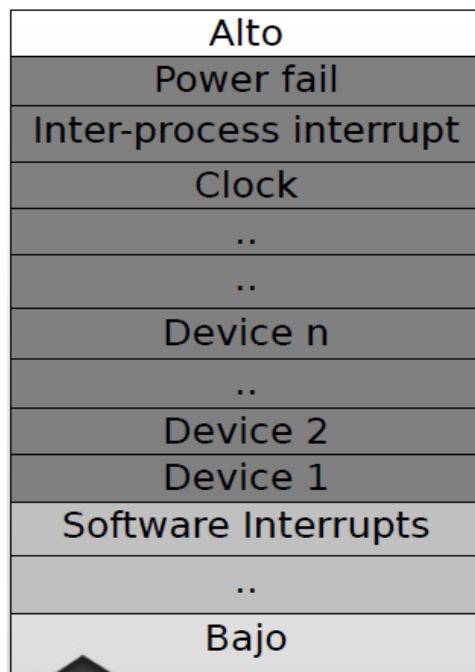 Alto
Power fail
Inter-process interrupt
Clock
..
..
Device n
..
Device 2
Device 1
Software Interrupts
..
Bajo